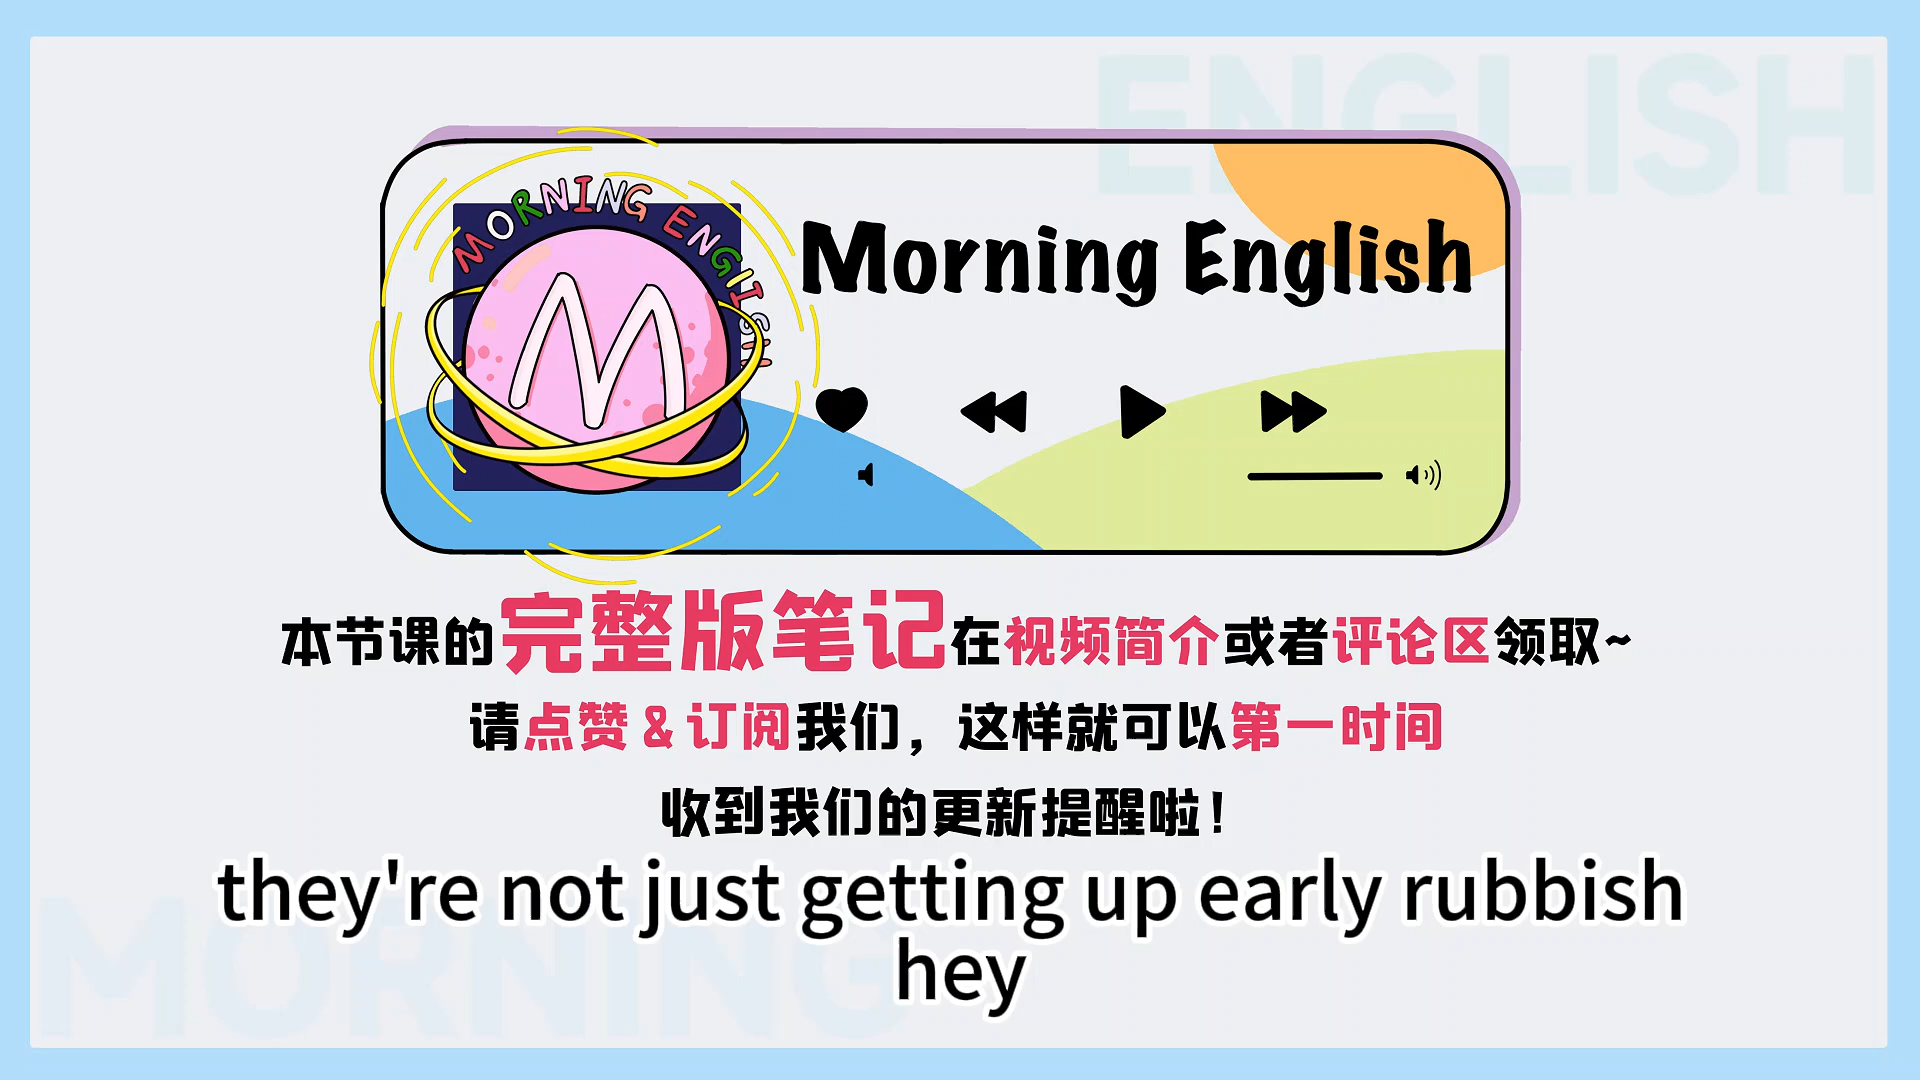 ENGLISH
MORNING ENGLISH
M
Morning English
本节课的完整版笔记在视频简介或者评论区领取~
请点赞&订阅我们，这样就可以第一时间
收到我们的更新提醒啦！
they're not just getting up early rubbish
hey
MORNING